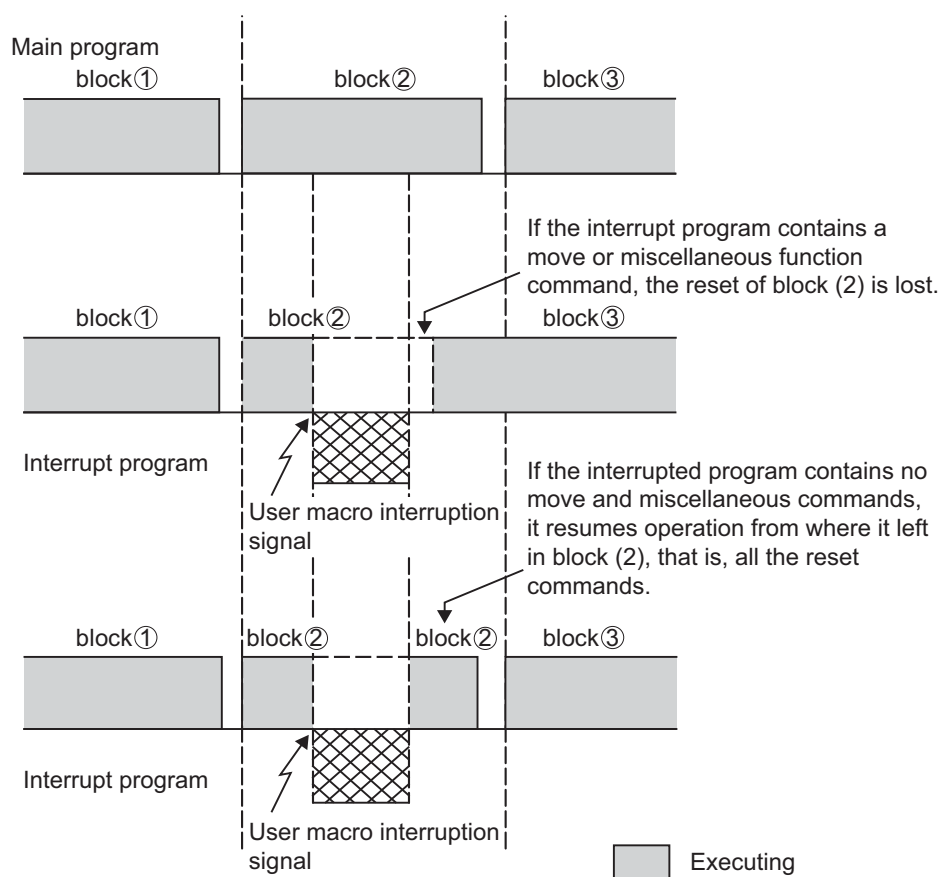 Main program
block①
block②
block③
If the interrupt program contains a
move or miscellaneous function
command, the reset of block (2) is lost.
block①
block②
block③
Interrupt program
User macro interruption
signal
If the interrupted program contains no
move and miscellaneous commands,
it resumes operation from where it left
in block (2), that is, all the reset
commands.
block①
block②
block②
block③
Interrupt program
User macro interruption
signal
Executing